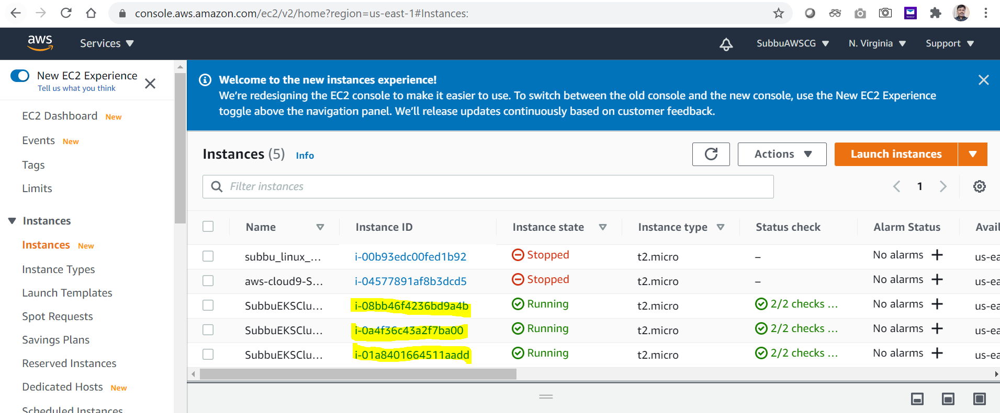 console.aws.amazon.com/ec2/v2/home?region=us-east-1#Instances:
aws Services SubbuAWSCG N. Virginia Support
New EC2 Experience
Tell us what you think
EC2 Dashboard New
Events New
Tags
Limits
Instances
Instances New
Instance Types
Launch Templates
Spot Requests
Savings Plans
Reserved Instances
Dedicated Hosts New
Scheduled Instances
Welcome to the new instances experience!
We're redesigning the EC2 console to make it easier to use. To switch between the old console and the new console, use the New EC2 Experience
toggle above the navigation panel. We'll release updates continuously based on customer feedback.
Instances (5) Info Actions Launch instances
Filter instances 1
Name Instance ID Instance state Instance type Status check Alarm Status Avail
subbu_linux_... i-00b93edc00fed1b92 Stopped t2.micro – No alarms + us-ea
aws-cloud9-S... i-04577891af8b3dcd5 Stopped t2.micro – No alarms + us-ea
SubbuEKSClu... i-08bb46f4236bd9a4b Running t2.micro 2/2 checks ... No alarms + us-ea
SubbuEKSClu... i-0a4f36c43a2f7ba00 Running t2.micro 2/2 checks ... No alarms + us-ea
SubbuEKSClu... i-01a8401664511aadd Running t2.micro 2/2 checks ... No alarms + us-ea